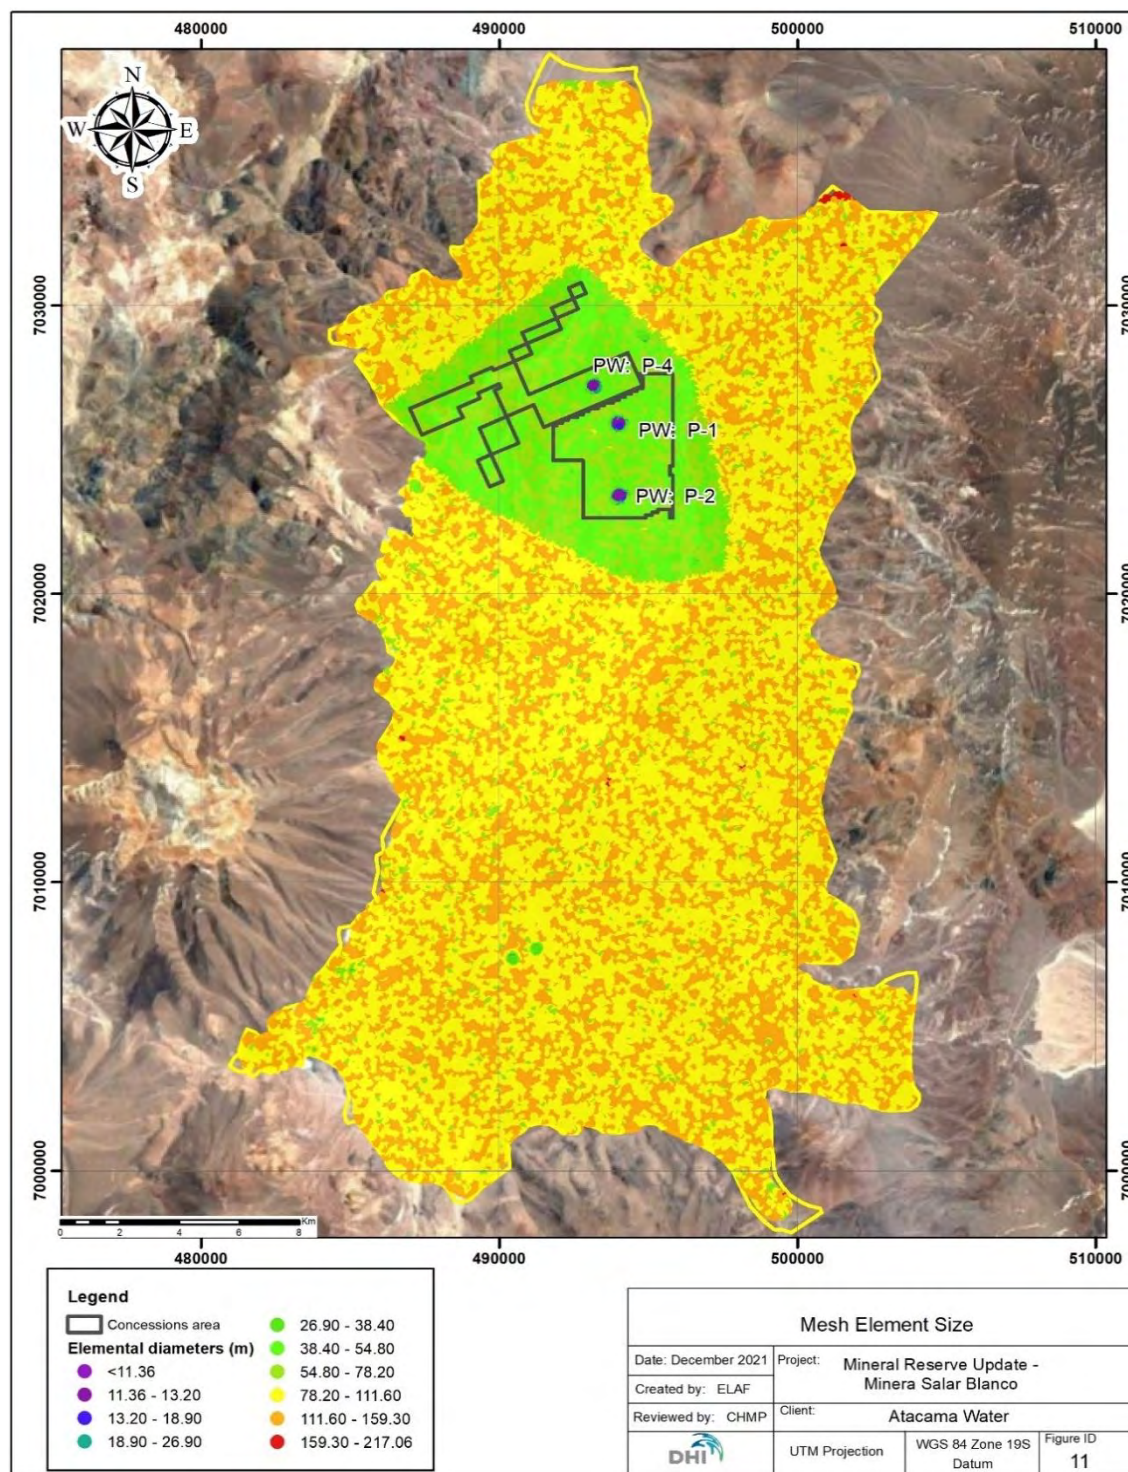 480000 490000 500000 510000
N
W E
S
7030000 7030000
PW: P-4
PW: P-1
PW: P-2
7020000 7020000
7010000 7010000
7000000 7000000
Km
0 2 4 6 8
480000 490000 500000 510000
Legend
Concessions area
Elemental diameters (m)
<11.36
11.36 - 13.20
13.20 - 18.90
18.90 - 26.90
26.90 - 38.40
38.40 - 54.80
54.80 - 78.20
78.20 - 111.60
111.60 - 159.30
159.30 - 217.06
Mesh Element Size
Date: December 2021
Created by: ELAF
Reviewed by: CHMP
Project: Mineral Reserve Update -
Minera Salar Blanco
Client: Atacama Water
DHI
UTM Projection
WGS 84 Zone 19S
Datum
Figure ID
11